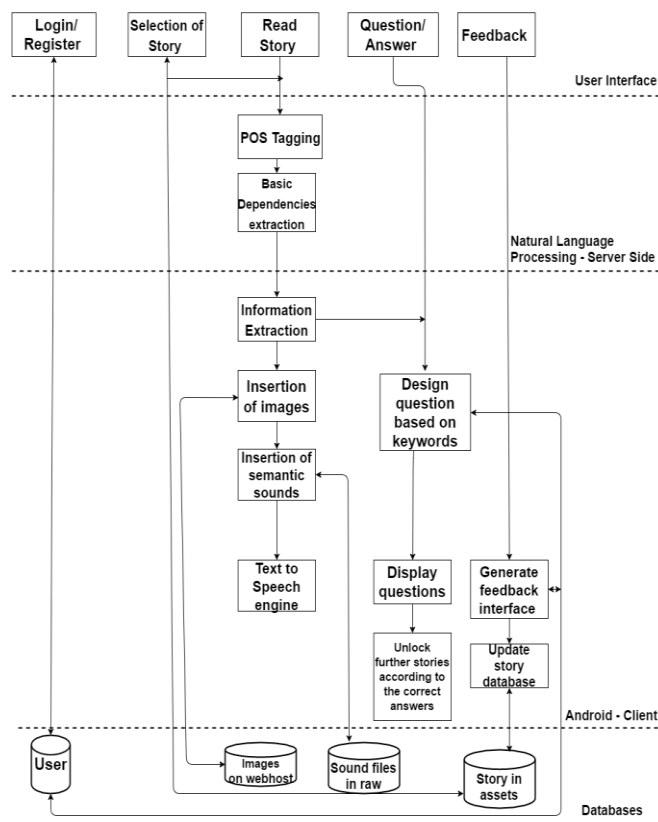 Login/
Register
Selection of
Story
Read
Story
Question/
Answer
Feedback
User Interface
POS Tagging
Basic
Dependencies
extraction
Natural Language
Processing - Server Side
Information
Extraction
Insertion
of images
Design
question
based on
keywords
Insertion of
semantic
sounds
Text to
Speech
engine
Display
questions
Generate
feedback
interface
Unlock
further stories
according to
the correct
answers
Update
story
database
Android - Client
User
Images
on webhost
Sound files
in raw
Story in
assets
Databases